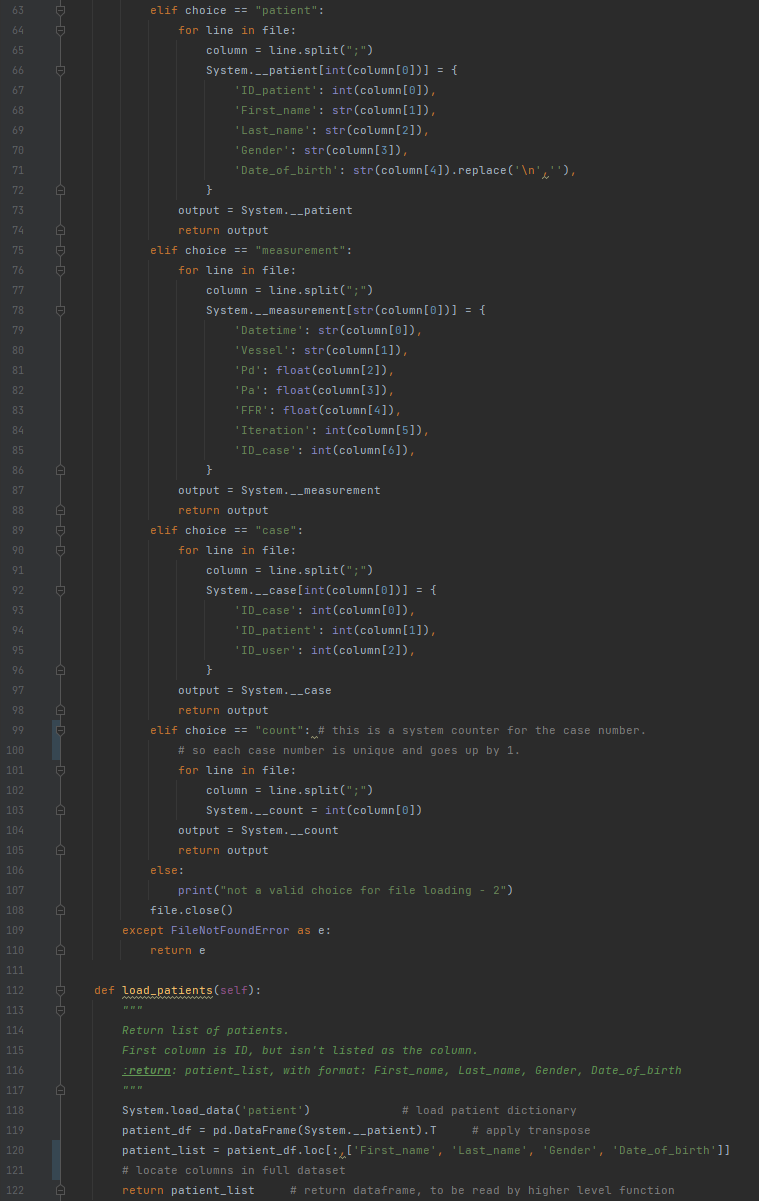 63 elif choice == "patient":
64 for line in file:
65 column = line.split(";")
66 System.__patient[int(column[0])] = {
67 'ID_patient': int(column[0]),
68 'First_name': str(column[1]),
69 'Last_name': str(column[2]),
70 'Gender': str(column[3]),
71 'Date_of_birth': str(column[4]).replace('\n',''),
72 }
73 output = System.__patient
74 return output
75 elif choice == "measurement":
76 for line in file:
77 column = line.split(";")
78 System.__measurement[str(column[0])] = {
79 'Datetime': str(column[0]),
80 'Vessel': str(column[1]),
81 'Pd': float(column[2]),
82 'Pa': float(column[3]),
83 'FFR': float(column[4]),
84 'Iteration': int(column[5]),
85 'ID_case': int(column[6]),
86 }
87 output = System.__measurement
88 return output
89 elif choice == "case":
90 for line in file:
91 column = line.split(";")
92 System.__case[int(column[0])] = {
93 'ID_case': int(column[0]),
94 'ID_patient': int(column[1]),
95 'ID_user': int(column[2]),
96 }
97 output = System.__case
98 return output
99 elif choice == "count": # this is a system counter for the case number.
100 # so each case number is unique and goes up by 1.
101 for line in file:
102 column = line.split(";")
103 System.__count = int(column[0])
104 output = System.__count
105 return output
106 else:
107 print("not a valid choice for file loading - 2")
108 file.close()
109 except FileNotFoundError as e:
110 return e
111
112 def load_patients(self):
113 """
114 Return list of patients.
115 First column is ID, but isn't listed as the column.
116 :return: patient_list, with format: First_name, Last_name, Gender, Date_of_birth
117 """
118 System.load_data('patient') # load patient dictionary
119 patient_df = pd.DataFrame(System.__patient).T # apply transpose
120 patient_list = patient_df.loc[:,['First_name', 'Last_name', 'Gender', 'Date_of_birth']]
121 # locate columns in full dataset
122 return patient_list # return dataframe, to be read by higher level function